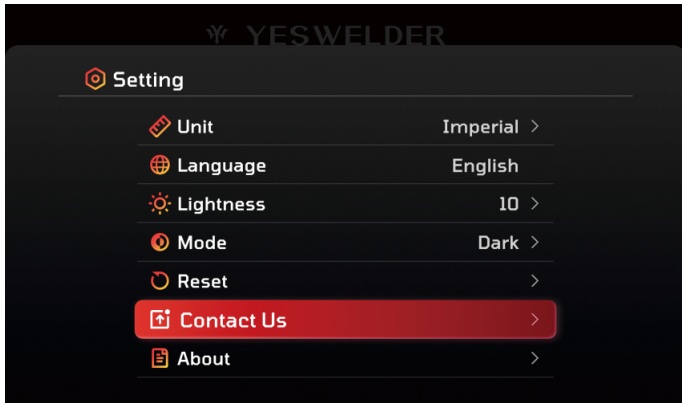 YESWELDER
Setting
Unit Imperial >
Language English
Lightness 10 >
Mode Dark >
Reset >
Contact Us >
About >